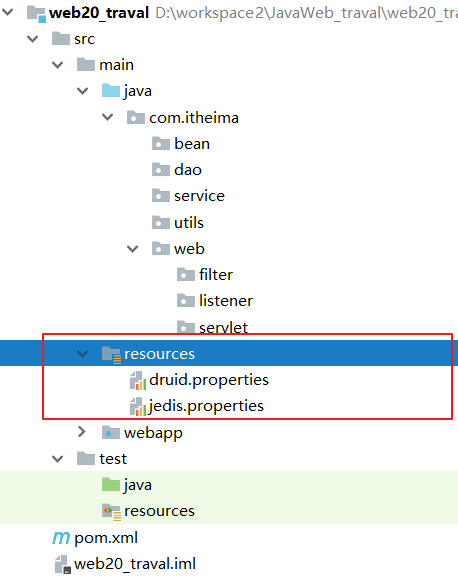 web20_traval D:\workspace2\JavaWeb_traval\web20_tr
src
main
java
com.itheima
bean
dao
service
utils
web
filter
listener
servlet
resources
druid.properties
jedis.properties
webapp
test
java
resources
pom.xml
web20_traval.iml